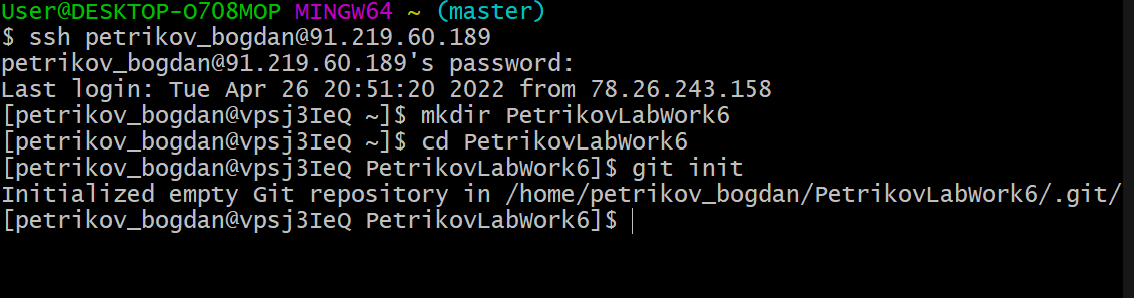 User@DESKTOP-O708MOP MINGW64 ~ (master)
$ ssh petrikov_bogdan@91.219.60.189
petrikov_bogdan@91.219.60.189's password:
Last login: Tue Apr 26 20:51:20 2022 from 78.26.243.158
[petrikov_bogdan@vpsj3IeQ ~]$ mkdir PetrikovLabWork6
[petrikov_bogdan@vpsj3IeQ ~]$ cd PetrikovLabWork6
[petrikov_bogdan@vpsj3IeQ PetrikovLabWork6]$ git init
Initialized empty Git repository in /home/petrikov_bogdan/PetrikovLabWork6/.git/
[petrikov_bogdan@vpsj3IeQ PetrikovLabWork6]$